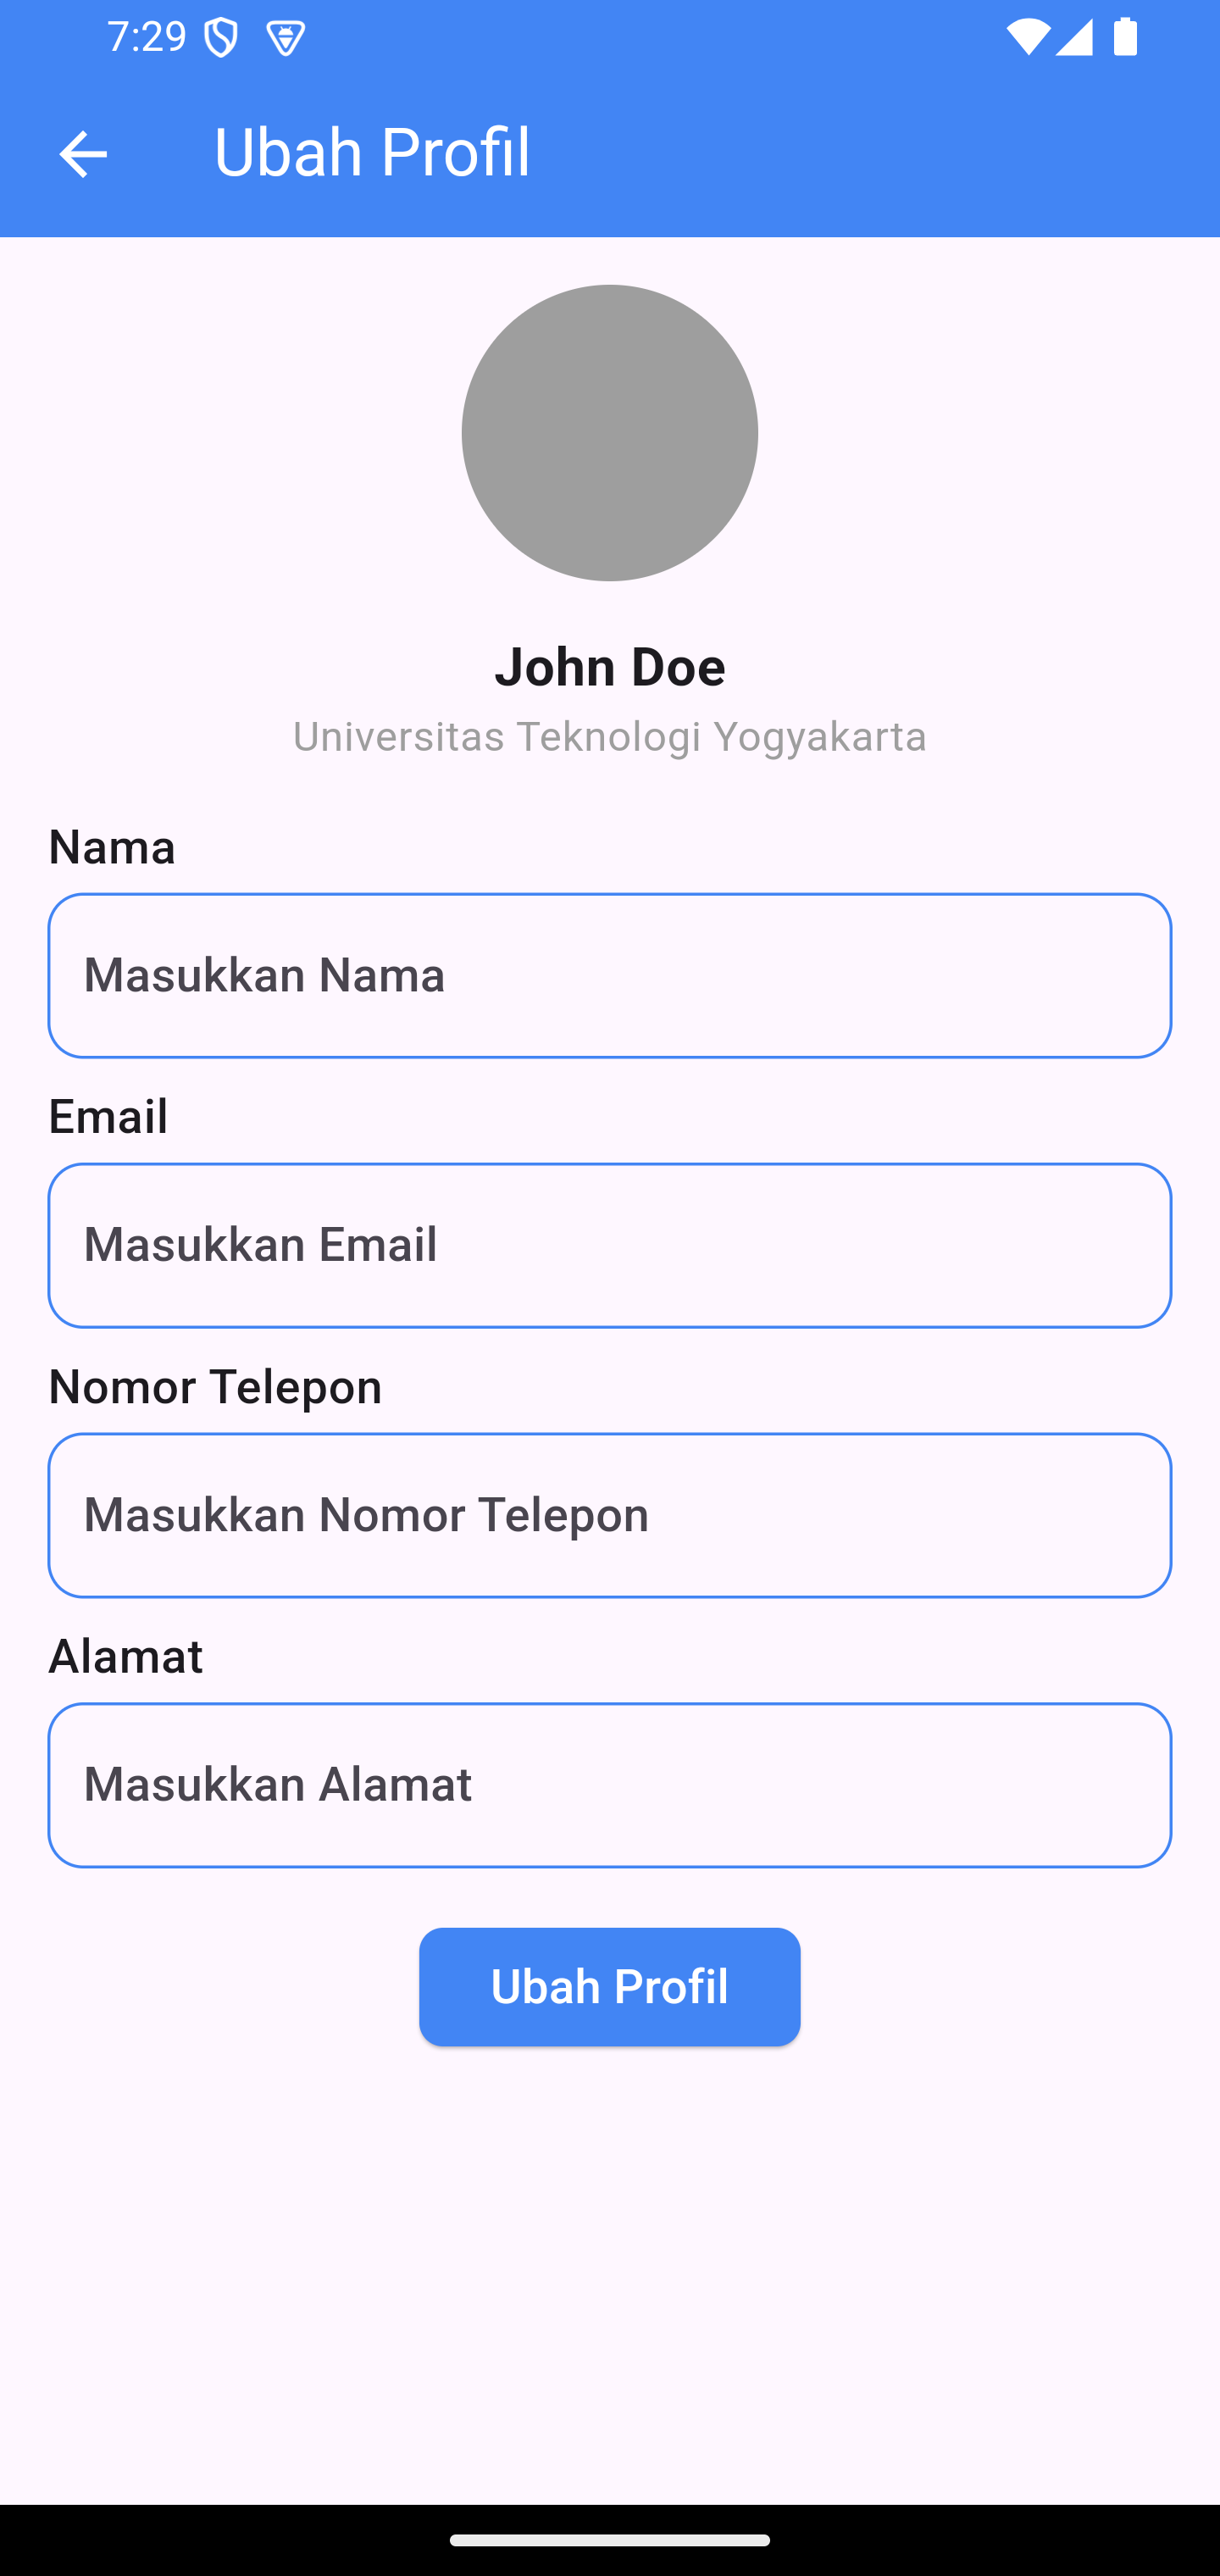 7:29
Ubah Profil
John Doe
Universitas Teknologi Yogyakarta
Nama
Masukkan Nama
Email
Masukkan Email
Nomor Telepon
Masukkan Nomor Telepon
Alamat
Masukkan Alamat
Ubah Profil